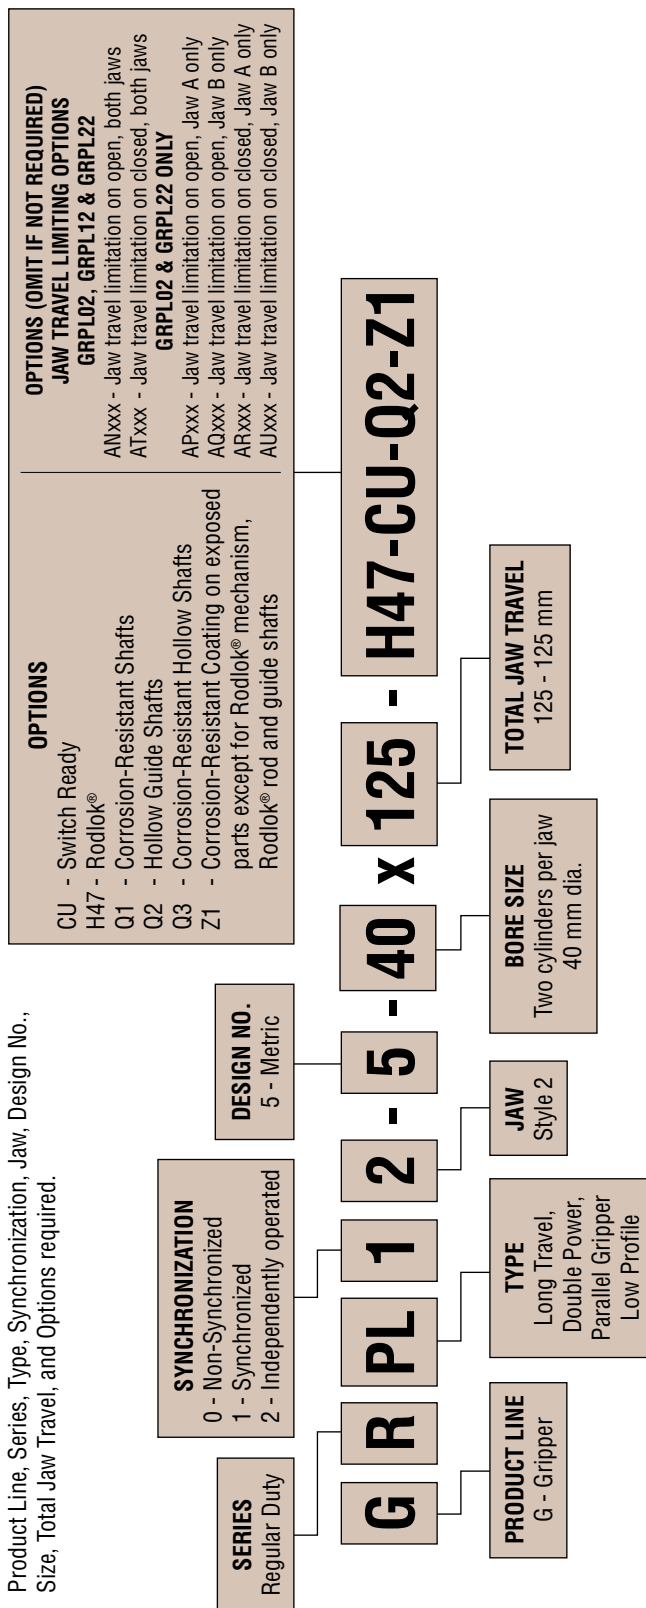 Product Line, Series, Type, Synchronization, Jaw, Design No.,
Size, Total Jaw Travel, and Options required.
SERIES
Regular Duty
SYNCHRONIZATION
0 - Non-Synchronized
1 - Synchronized
2 - Independently operated
DESIGN NO.
5 - Metric
OPTIONS
CU - Switch Ready
H47 - Rodlok®
Q1 - Corrosion-Resistant Shafts
Q2 - Hollow Guide Shafts
Q3 - Corrosion-Resistant Hollow Shafts
Z1 - Corrosion-Resistant Coating on exposed
parts except for Rodlok® mechanism,
Rodlok® rod and guide shafts
OPTIONS (OMIT IF NOT REQUIRED)
JAW TRAVEL LIMITING OPTIONS
GRPL02, GRPL12 & GRPL22
ANxxx - Jaw travel limitation on open, both jaws
ATxxx - Jaw travel limitation on closed, both jaws
GRPL02 & GRPL22 ONLY
APxxx - Jaw travel limitation on open, Jaw A only
AQxxx - Jaw travel limitation on open, Jaw B only
ARxxx - Jaw travel limitation on closed, Jaw A only
AUxxx - Jaw travel limitation on closed, Jaw B only
G R PL 1 2 - 5 - 40 x 125 - H47-CU-Q2-Z1
PRODUCT LINE
G - Gripper
TYPE
Long Travel,
Double Power,
Parallel Gripper
Low Profile
JAW
Style 2
BORE SIZE
Two cylinders per jaw
40 mm dia.
TOTAL JAW TRAVEL
125 - 125 mm